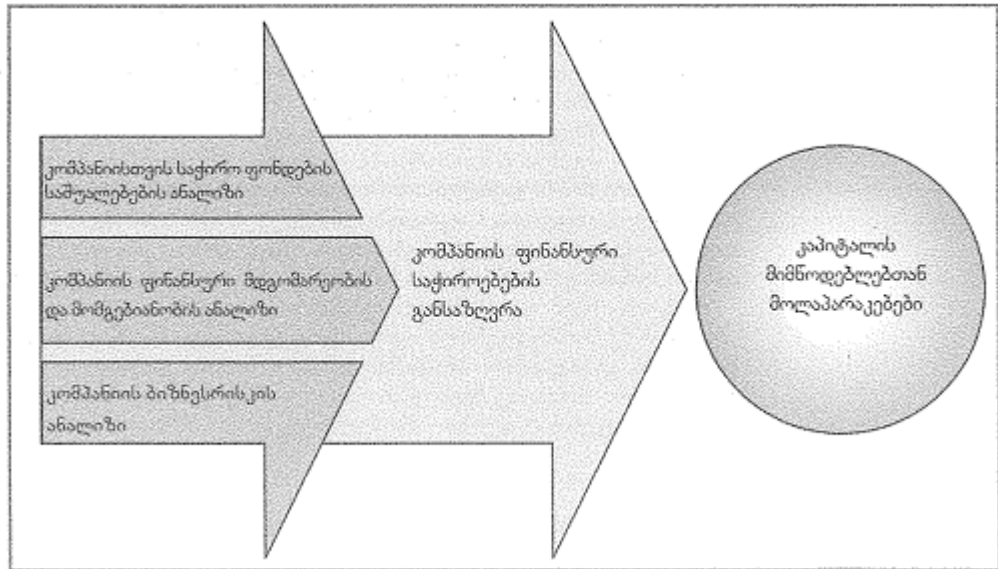 კომპანიისთვის საჭირო ფონდების
საშუალებების ანალიზი
კომპანიის ფინანსური მდგომარეობის
და მომგებიანობის ანალიზი
კომპანიის ბიზნესრისკის
ანალიზი
კომპანიის ფინანსური
საჭიროებების
განსაზღვრა
კაპიტალის
მიმწოდებლებთან
მოლაპარაკებები